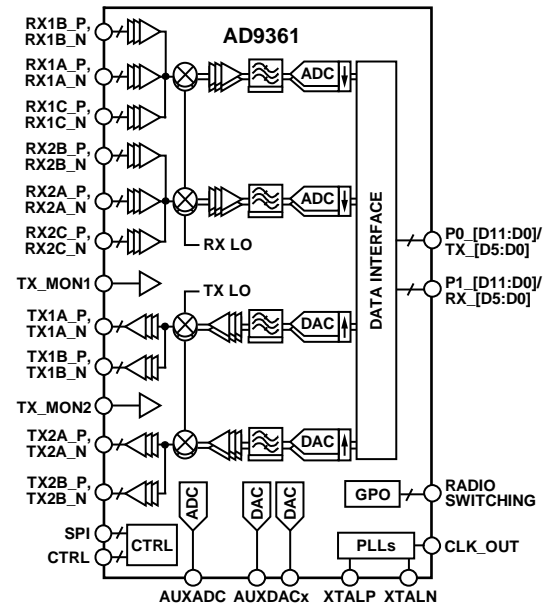 AD9361
RX1B_P,
RX1B_N
RX1A_P,
RX1A_N
RX1C_P,
RX1C_N
RX2B_P,
RX2B_N
RX2A_P,
RX2A_N
RX2C_P,
RX2C_N
TX_MON1
TX1A_P,
TX1A_N
TX1B_P,
TX1B_N
TX_MON2
TX2A_P,
TX2A_N
TX2B_P,
TX2B_N
SPI
CTRL
CTRL
ADC
ADC
RX LO
TX LO
DAC
DAC
DATA INTERFACE
P0_[D11:D0]/
TX_[D5:D0]
P1_[D11:D0]/
RX_[D5:D0]
ADC
DAC
DAC
GPO
RADIO
SWITCHING
PLLs
CLK_OUT
AUXADC
AUXDACx
XTALP
XTALN